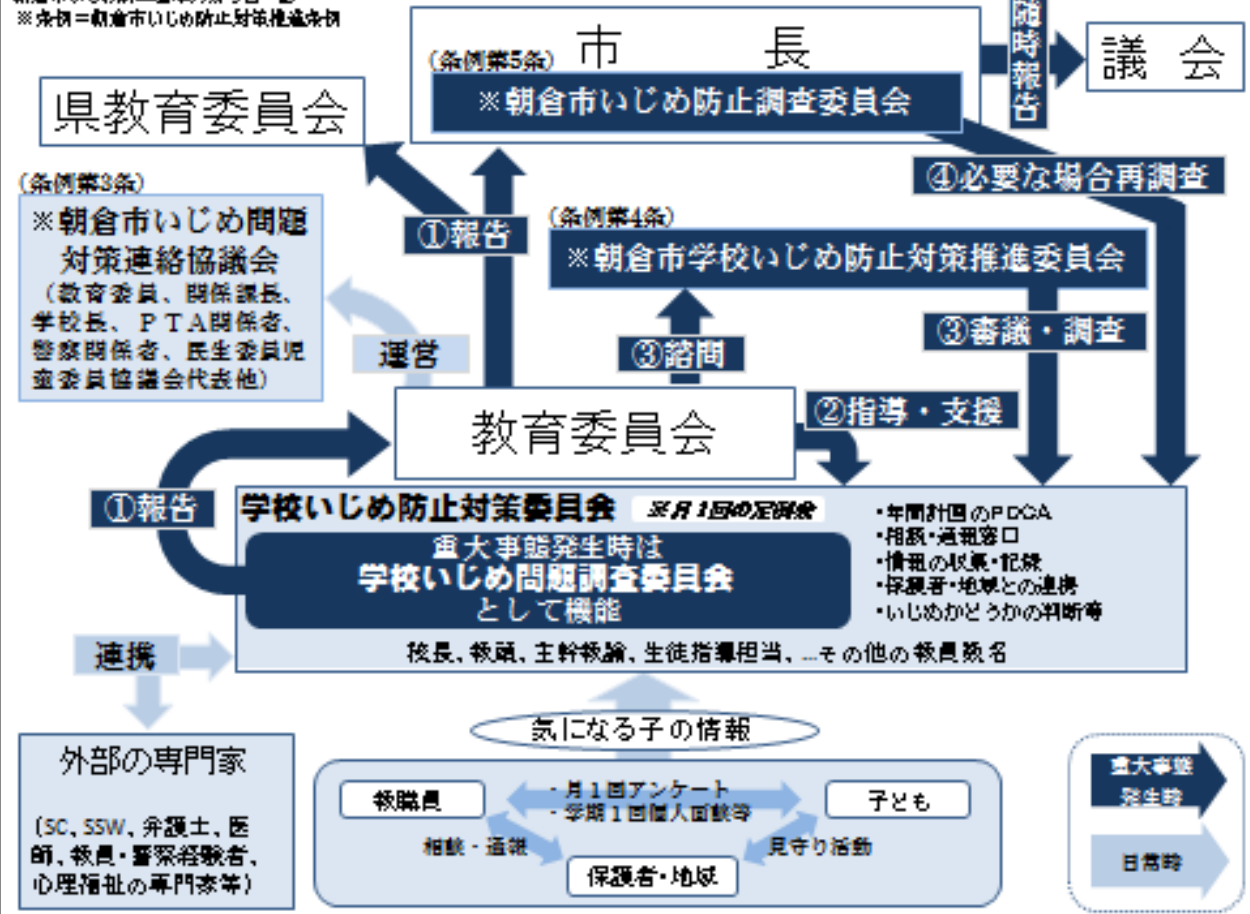 ※条例＝朝倉市いじめ防止対策推進条例
市　長
(条例第5条)
※朝倉市いじめ防止調査委員会
随時報告
議会
県教育委員会
④必要な場合再調査
(条例第3条)
※朝倉市いじめ問題
対策連絡協議会
（教育委員、関係課長、
学校長、ＰＴＡ関係者、
警察関係者、民生委員児
童委員協議会代表他）
①報告
(条例第4条)
※朝倉市学校いじめ防止対策推進委員会
運営
③諮問
③審議・調査
教育委員会
②指導・支援
①報告
学校いじめ防止対策委員会　※月1回の定例会
重大事態発生時は
学校いじめ問題調査委員会
として機能
・年間計画のPDCA
・相談・通報窓口
・情報の収集・記録
・保護者・地域との連携
・いじめかどうかの判断等
校長、教頭、主幹教諭、生徒指導担当、…その他の教員数名
連携
気になる子の情報
外部の専門家
(SC、SSW、弁護士、医
師、教員・警察経験者、
心理福祉の専門家等)
教職員
・月１回アンケート
・学期１回個人面談等
子ども
相談・通報
見守り活動
保護者・地域
重大事態
発生時
日常時